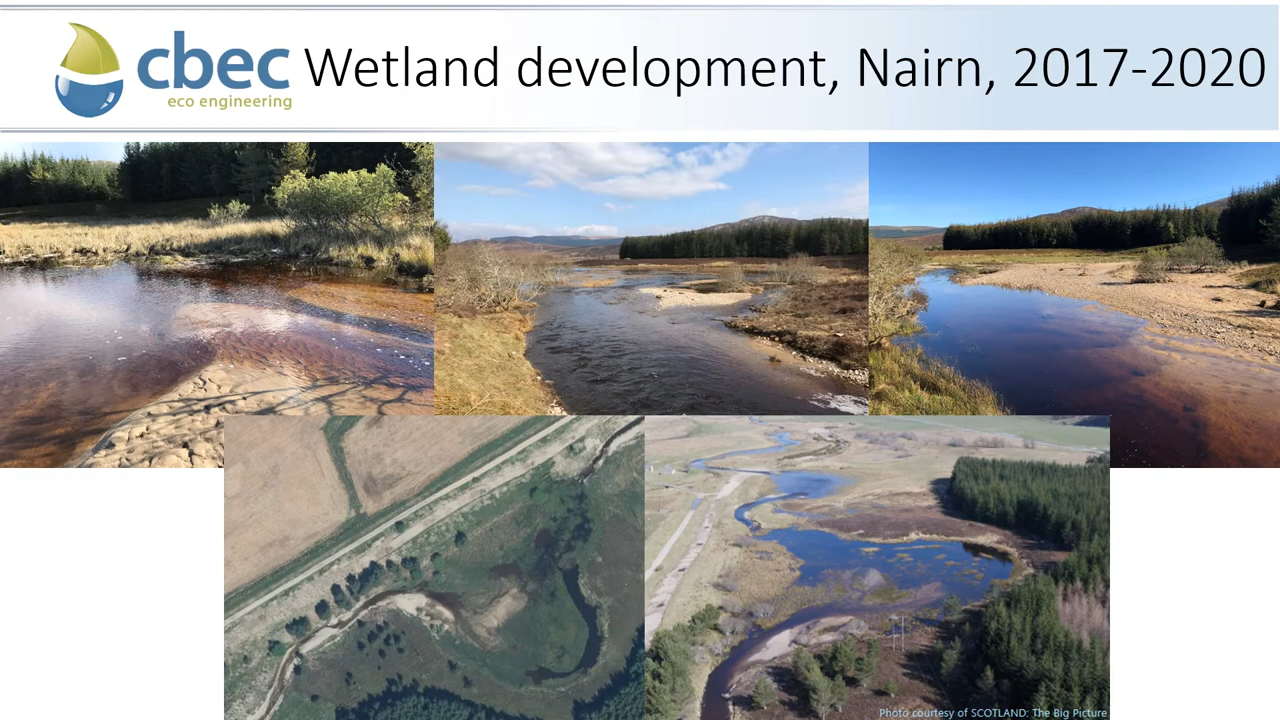 cbec
eco engineering
Wetland development, Nairn, 2017-2020
Photo courtesy of SCOTLAND: The Big Picture